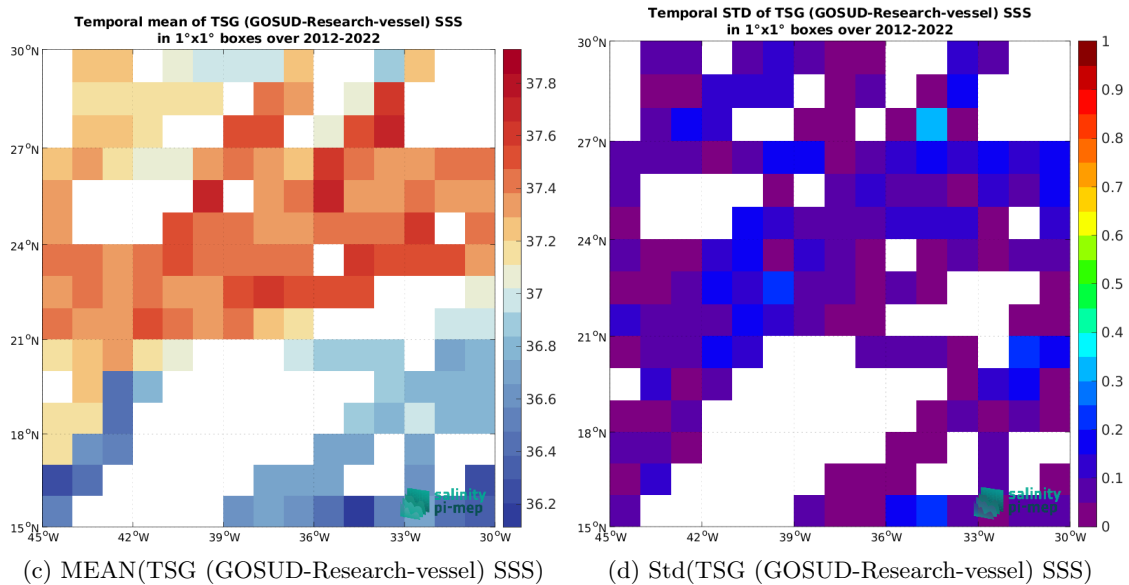 Temporal mean of TSG (GOSUD-Research-vessel) SSS
in 1°x1° boxes over 2012-2022
30°N
27°N
24°N
21°N
18°N
15°N
45°W
42°W
39°W
36°W
33°W
30°W
37.8
37.6
37.4
37.2
37
36.8
36.6
36.4
36.2
salinity
pi-mep
(c) MEAN(TSG (GOSUD-Research-vessel) SSS)
Temporal STD of TSG (GOSUD-Research-vessel) SSS
in 1°x1° boxes over 2012-2022
30°N
27°N
24°N
21°N
18°N
15°N
45°W
42°W
39°W
36°W
33°W
30°W
1
0.9
0.8
0.7
0.6
0.5
0.4
0.3
0.2
0.1
0
salinity
pi-mep
(d) Std(TSG (GOSUD-Research-vessel) SSS)